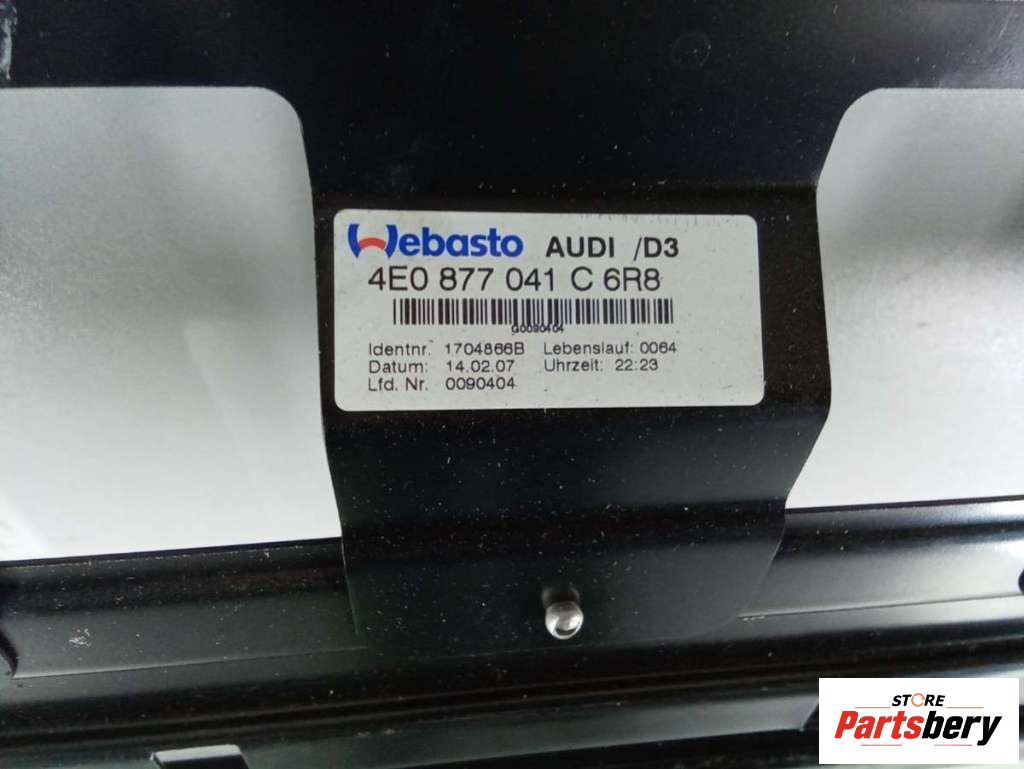 Webasto AUDI /D3
4E0 877 041 C 6R8
G0090404
Identnr. 1704866B Lebenslauf: 0064
Datum: 14.02.07 Uhrzeit: 22:23
Lfd. Nr. 0090404
STORE
Partsbery